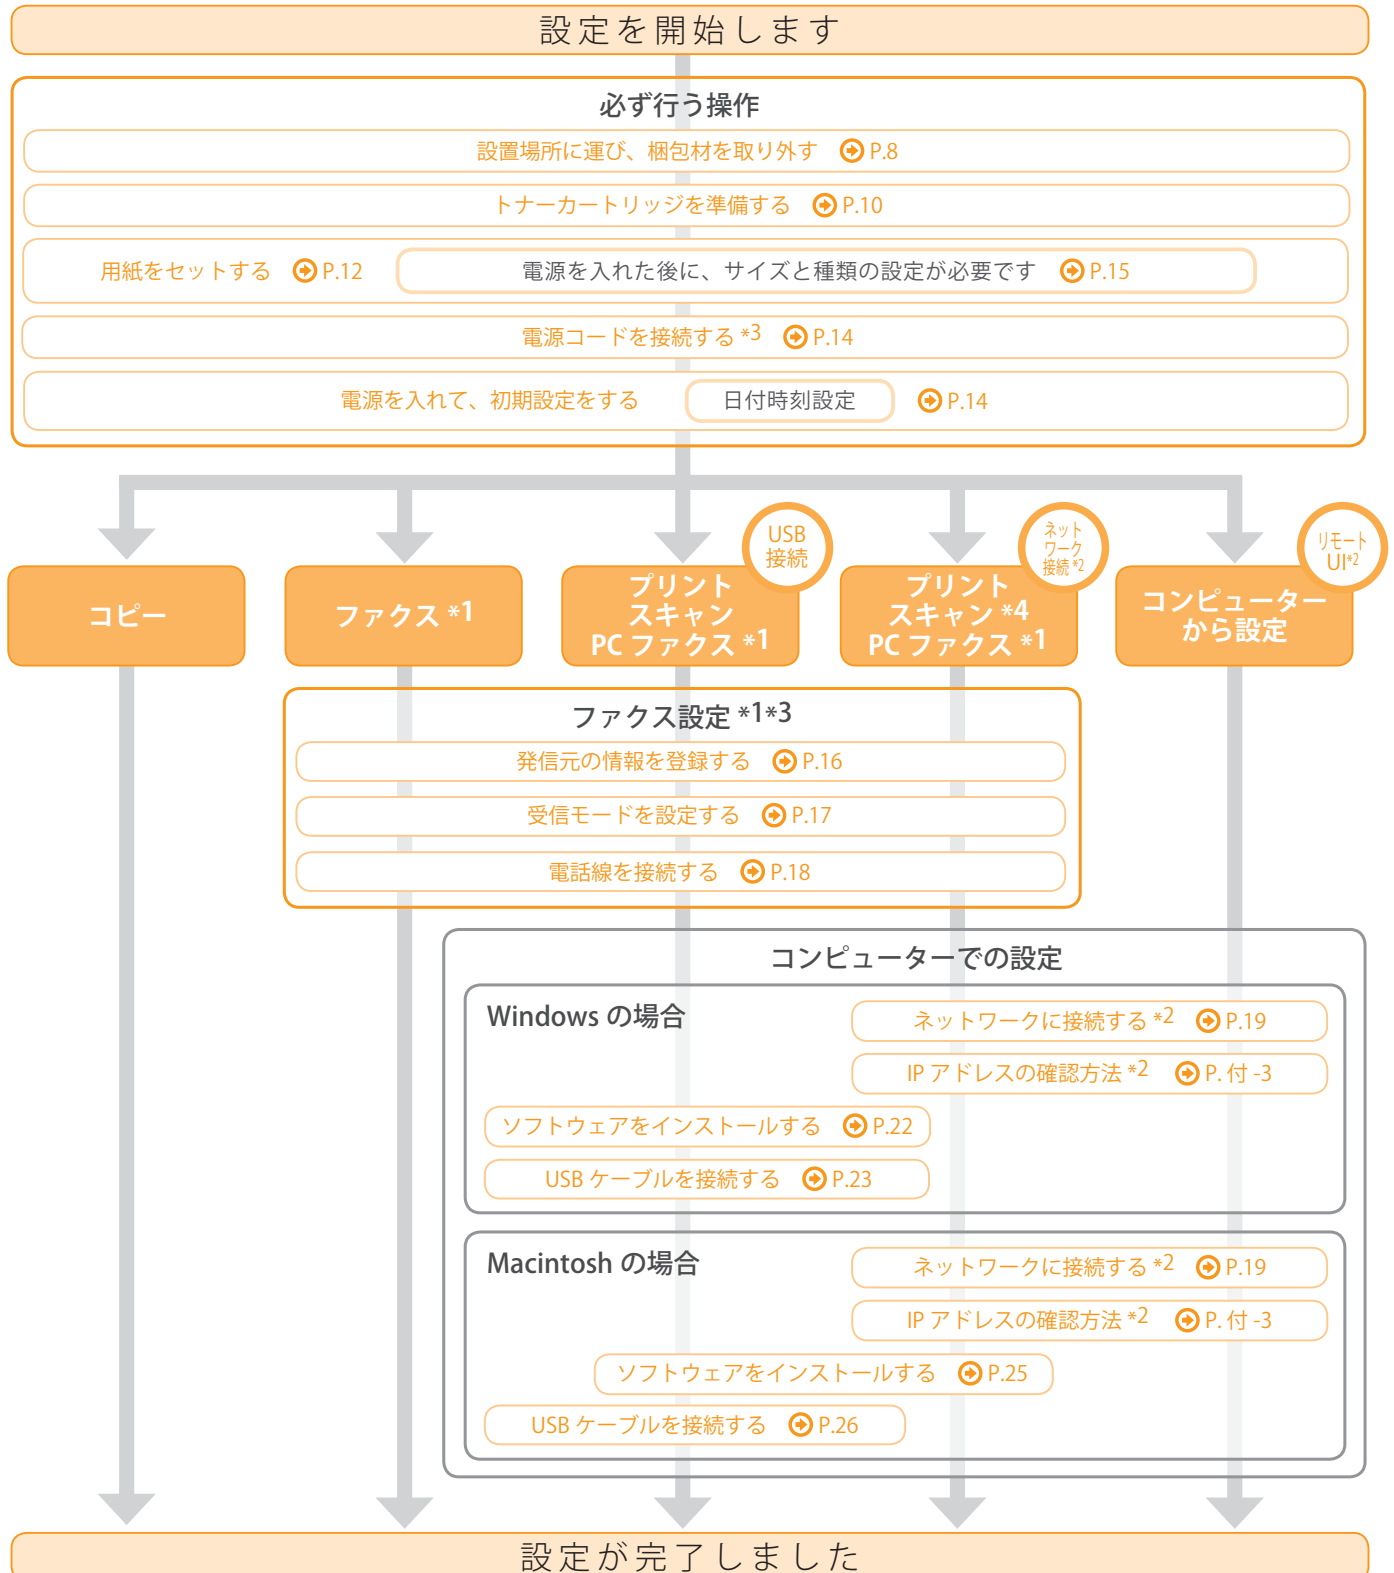 設定を開始します
必ず行う操作
設置場所に運び、梱包材を取り外す P.8
トナーカートリッジを準備する P.10
用紙をセットする P.12 電源を入れた後に、サイズと種類の設定が必要です P.15
電源コードを接続する *3 P.14
電源を入れて、初期設定をする 日付時刻設定 P.14
コピー
ファクス *1
USB
接続
プリント
スキャン
PC ファクス *1
ネット
ワーク
接続 *2
プリント
スキャン *4
PC ファクス *1
リモート
UI*2
コンピューター
から設定
ファクス設定 *1*3
発信元の情報を登録する P.16
受信モードを設定する P.17
電話線を接続する P.18
コンピューターでの設定
Windows の場合
ネットワークに接続する *2 P.19
IP アドレスの確認方法 *2 P. 付 -3
ソフトウェアをインストールする P.22
USB ケーブルを接続する P.23
Macintosh の場合
ネットワークに接続する *2 P.19
IP アドレスの確認方法 *2 P. 付 -3
ソフトウェアをインストールする P.25
USB ケーブルを接続する P.26
設定が完了しました